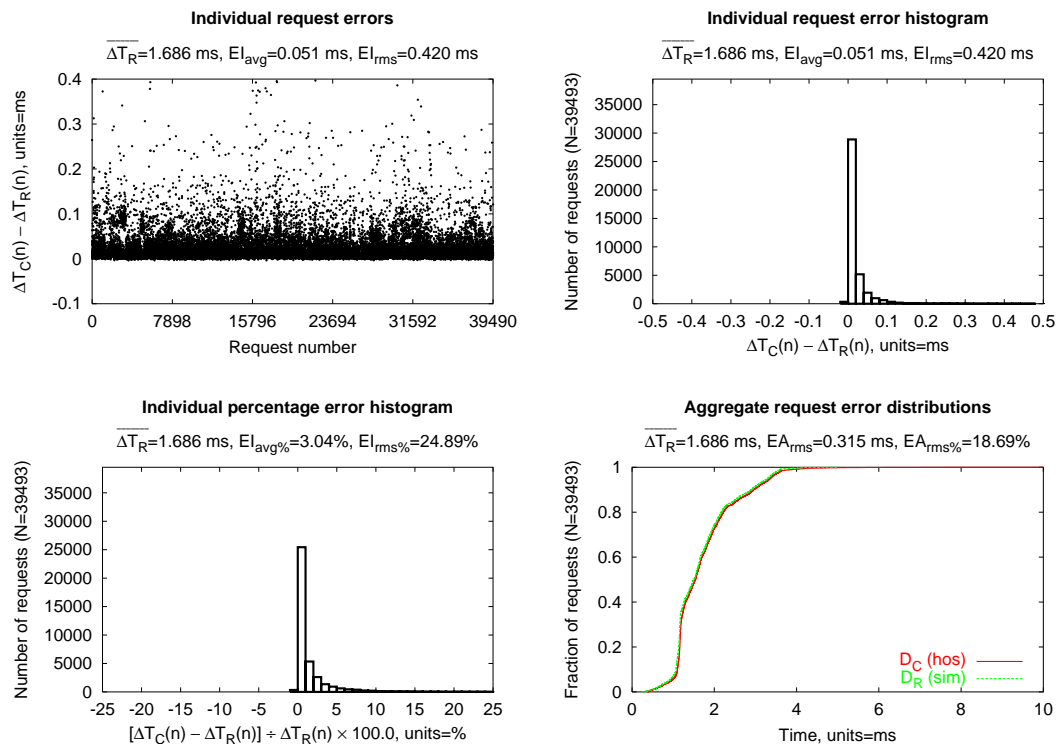 Individual request errors
ΔT_R=1.686 ms, EI_avg=0.051 ms, EI_rms=0.420 ms
ΔT_C(n) – ΔT_R(n), units=ms
0.4
0.3
0.2
0.1
0
-0.1
0 7898 15796 23694 31592 39490
Request number
Individual request error histogram
ΔT_R=1.686 ms, EI_avg=0.051 ms, EI_rms=0.420 ms
Number of requests (N=39493)
35000
30000
25000
20000
15000
10000
5000
0
-0.5 -0.4 -0.3 -0.2 -0.1 0 0.1 0.2 0.3 0.4 0.5
ΔT_C(n) – ΔT_R(n), units=ms
Individual percentage error histogram
ΔT_R=1.686 ms, EI_avg%=3.04%, EI_rms%=24.89%
Number of requests (N=39493)
35000
30000
25000
20000
15000
10000
5000
0
-25 -20 -15 -10 -5 0 5 10 15 20 25
[ΔT_C(n) – ΔT_R(n)] ÷ ΔT_R(n) × 100.0, units=%
Aggregate request error distributions
ΔT_R=1.686 ms, EA_rms=0.315 ms, EA_rms%=18.69%
Fraction of requests (N=39493)
1
0.8
0.6
0.4
0.2
0
D_C (hos)
D_R (sim)
0 2 4 6 8 10
Time, units=ms